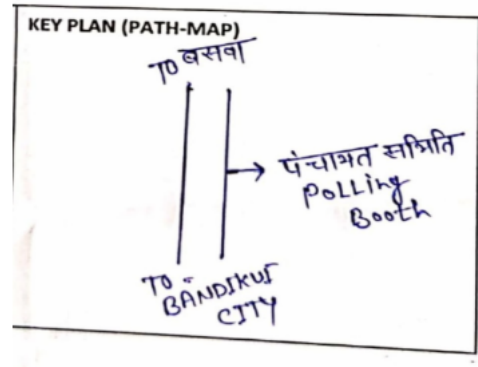 KEY PLAN (PATH-MAP)
TO बसवा
पंचायत समिति
POLLing
Booth
TO
BANDIKUI
CITY